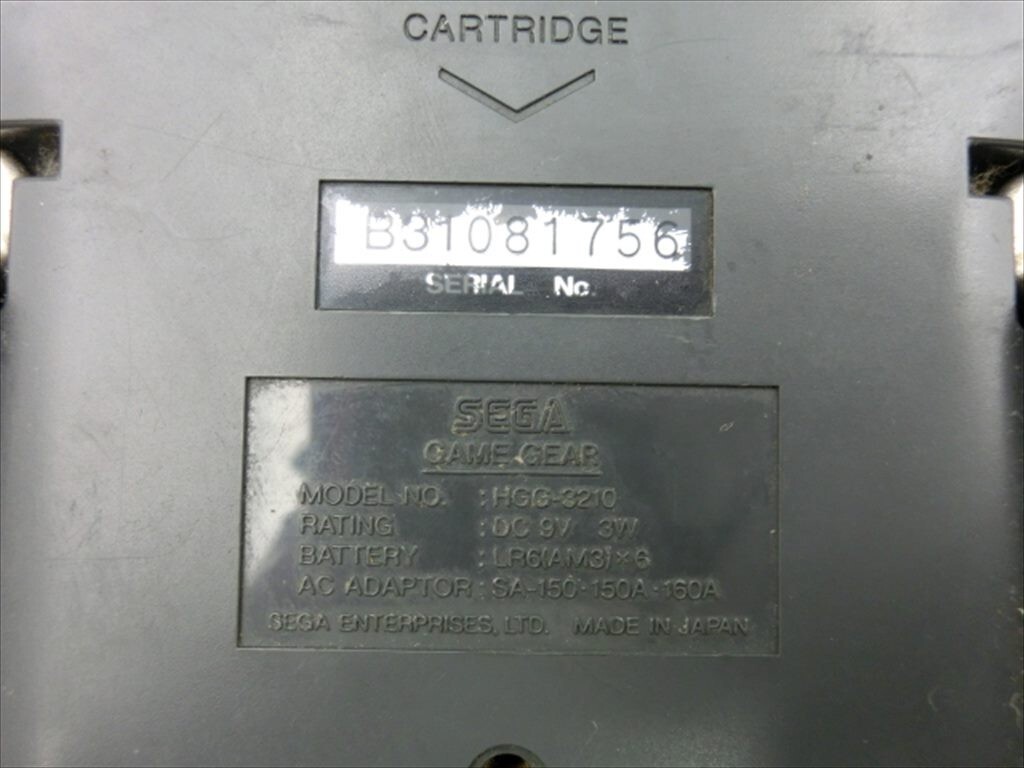 CARTRIDGE
B31081756
SERIAL No.
SEGA
GAME GEAR
MODEL NO. : HGG-3210
RATING : DC 9V 3W
BATTERY : LR6(AM3)×6
AC ADAPTOR : SA-150·150A·160A
SEGA ENTERPRISES, LTD. MADE IN JAPAN